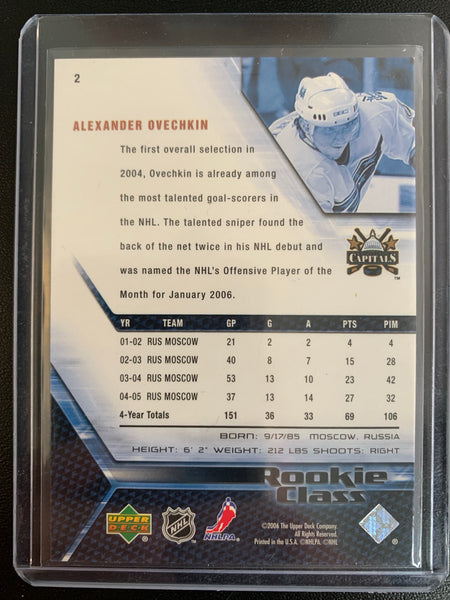 2
ALEXANDER OVECHKIN
The first overall selection in
2004, Ovechkin is already among
the most talented goal-scorers in
the NHL. The talented sniper found the
back of the net twice in his NHL debut and
was named the NHL's Offensive Player of the
Month for January 2006.
CAPITALS
TM
YR TEAM GP G A PTS PIM
01-02 RUS MOSCOW 21 2 2 4 4
02-03 RUS MOSCOW 40 8 7 15 28
03-04 RUS MOSCOW 53 13 10 23 42
04-05 RUS MOSCOW 37 13 14 27 32
4-Year Totals 151 36 33 69 106
BORN: 9/17/85 MOSCOW, RUSSIA
HEIGHT: 6' 2" WEIGHT: 212 LBS SHOOTS: RIGHT
Rookie
Class
UPPER
DECK
®
NHL
®
NHLPA.
©2006 The Upper Deck Company.
All Rights Reserved.
Printed in the U.S.A. ©NHLPA. ©NHL
®